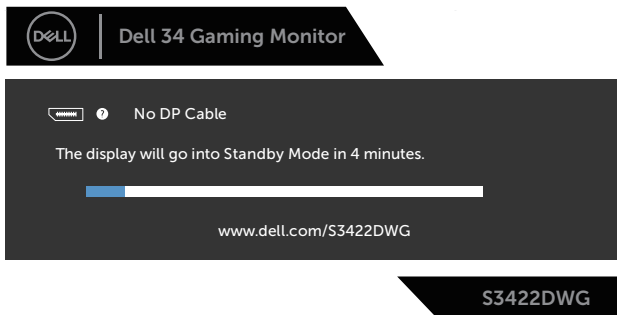 DELL
Dell 34 Gaming Monitor
? No DP Cable
The display will go into Standby Mode in 4 minutes.
www.dell.com/S3422DWG
S3422DWG